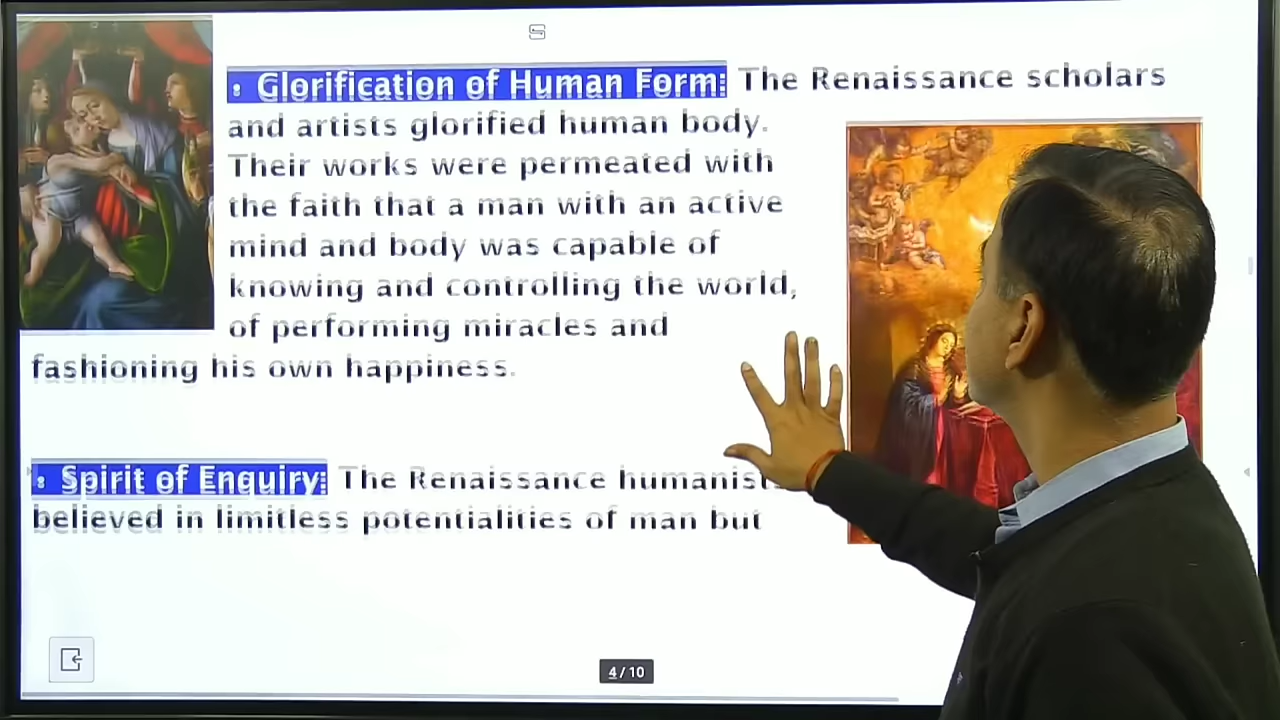 : Glorification of Human Form: The Renaissance scholars
and artists glorified human body.
Their works were permeated with
the faith that a man with an active
mind and body was capable of
knowing and controlling the world,
of performing miracles and
fashioning his own happiness.
: Spirit of Enquiry: The Renaissance humanist
believed in limitless potentialities of man but
4 / 10